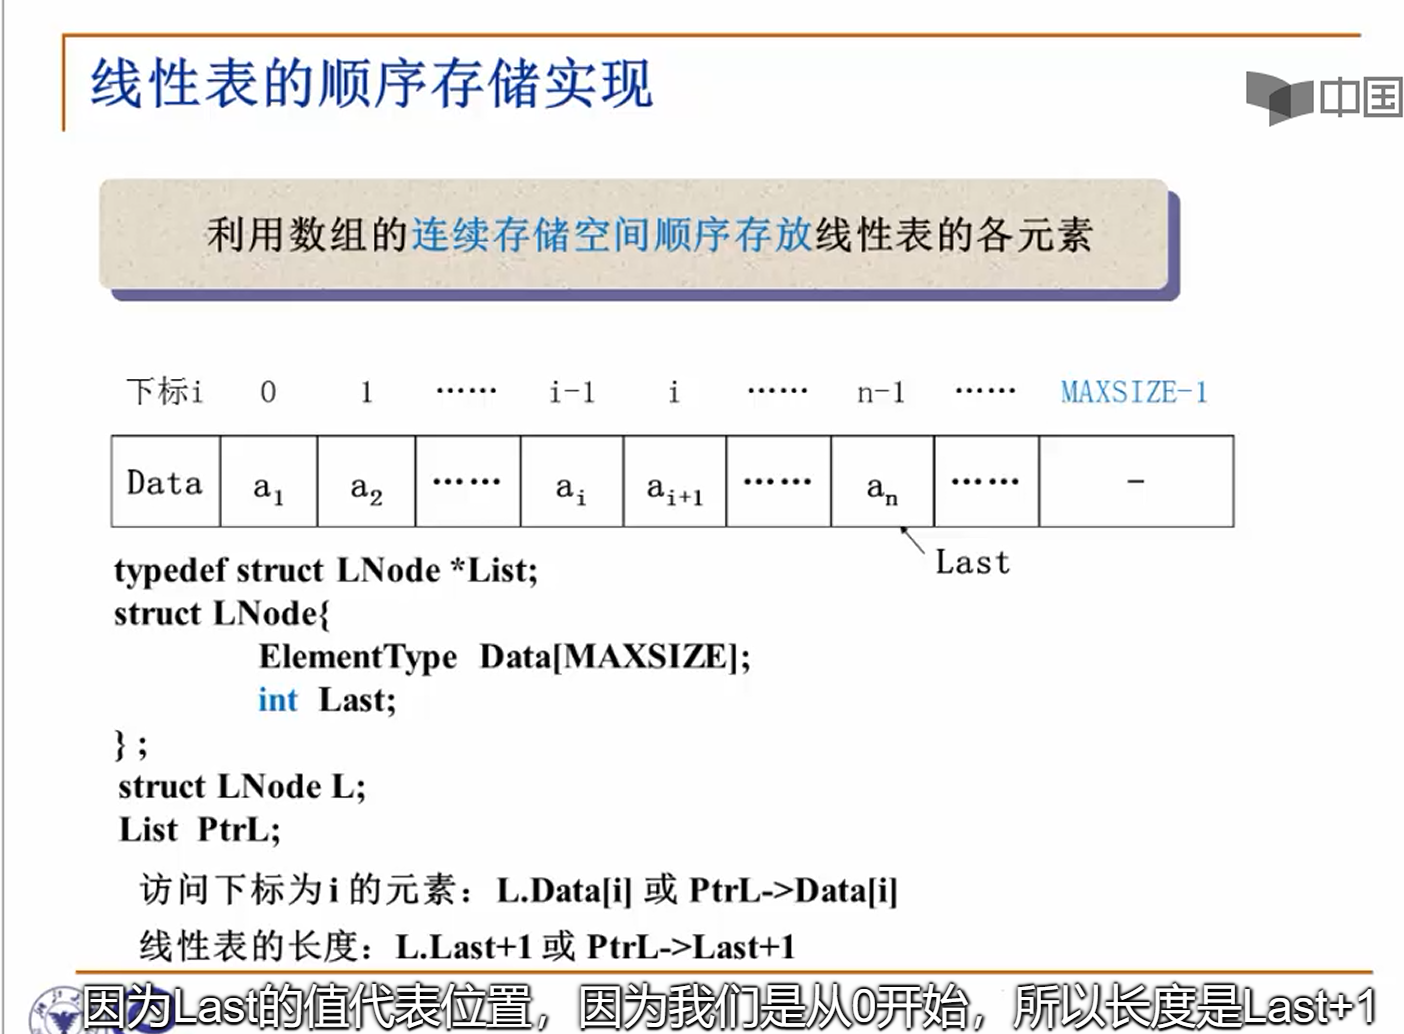 线性表的顺序存储实现
中国
利用数组的连续存储空间顺序存放线性表的各元素
下标i 0 1 …… i-1 i …… n-1 …… MAXSIZE-1
Data a1 a2 …… ai ai+1 …… an …… -
Last
typedef struct LNode *List;
struct LNode{
ElementType Data[MAXSIZE];
int Last;
} ;
struct LNode L;
List PtrL;
访问下标为 i 的元素：L.Data[i] 或 PtrL->Data[i]
线性表的长度：L.Last+1 或 PtrL->Last+1
因为Last的值代表位置，因为我们是从0开始，所以长度是Last+1